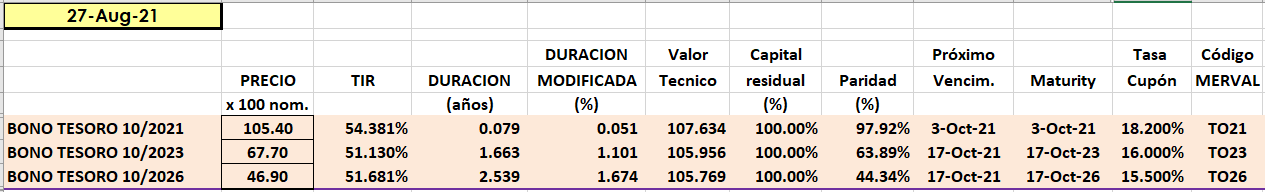 27-Aug-21
DURACION Valor Capital Próximo Tasa Código
PRECIO TIR DURACION MODIFICADA Tecnico residual Paridad Vencim. Maturity Cupón MERVAL
x 100 nom. (años) (%) (%) (%)
BONO TESORO 10/2021 105.40 54.381% 0.079 0.051 107.634 100.00% 97.92% 3-Oct-21 3-Oct-21 18.200% TO21
BONO TESORO 10/2023 67.70 51.130% 1.663 1.101 105.956 100.00% 63.89% 17-Oct-21 17-Oct-23 16.000% TO23
BONO TESORO 10/2026 46.90 51.681% 2.539 1.674 105.769 100.00% 44.34% 17-Oct-21 17-Oct-26 15.500% TO26